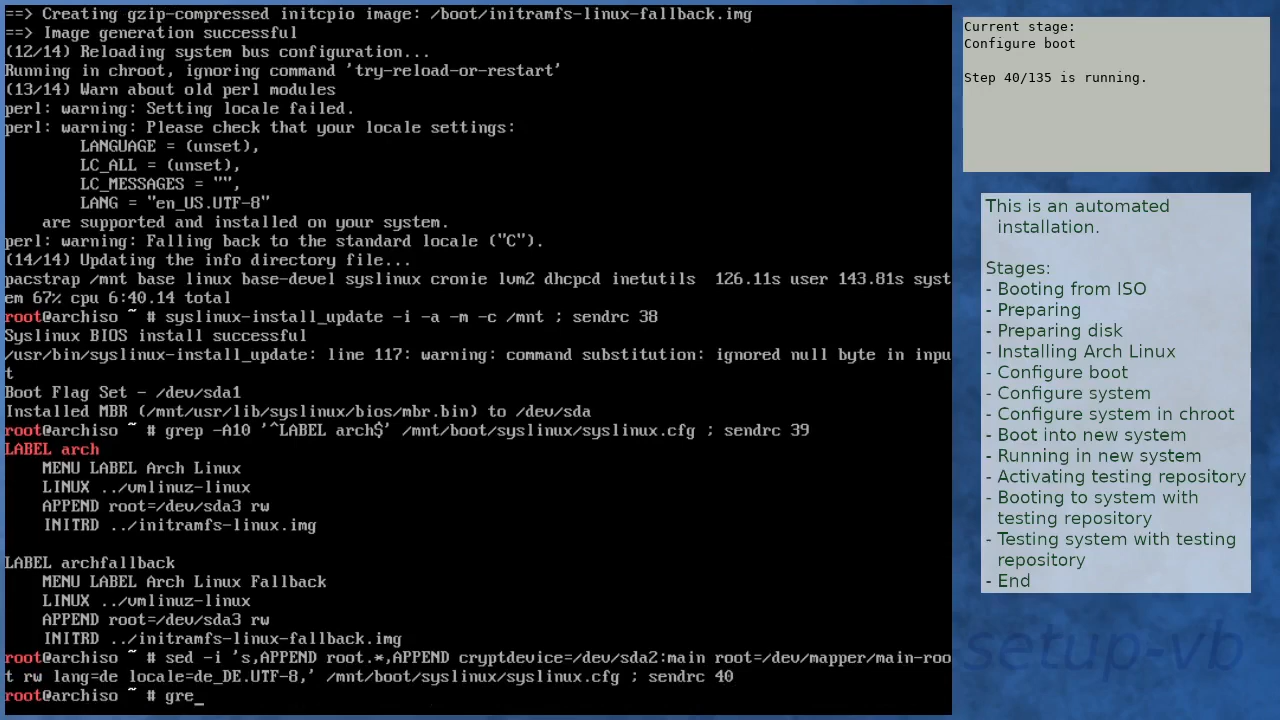 ==> Creating gzip-compressed initcpio image: /boot/initramfs-linux-fallback.img
==> Image generation successful
(12/14) Reloading system bus configuration...
Running in chroot, ignoring command 'try-reload-or-restart'
(13/14) Warn about old perl modules
perl: warning: Setting locale failed.
perl: warning: Please check that your locale settings:
        LANGUAGE = (unset),
        LC_ALL = (unset),
        LC_MESSAGES = "",
        LANG = "en_US.UTF-8"
    are supported and installed on your system.
perl: warning: Falling back to the standard locale ("C").
(14/14) Updating the info directory file...
pacstrap /mnt base linux base-devel syslinux cronie lvm2 dhcpcd inetutils  126.11s user 143.81s syst
em 67% cpu 6:40.14 total
root@archiso ~ # syslinux-install_update -i -a -m -c /mnt ; sendrc 38
Syslinux BIOS install successful
/usr/bin/syslinux-install_update: line 117: warning: command substitution: ignored null byte in inpu
t
Boot Flag Set - /dev/sda1
Installed MBR (/mnt/usr/lib/syslinux/bios/mbr.bin) to /dev/sda
root@archiso ~ # grep -A10 '^LABEL arch$' /mnt/boot/syslinux/syslinux.cfg ; sendrc 39
LABEL arch
    MENU LABEL Arch Linux
    LINUX ../vmlinuz-linux
    APPEND root=/dev/sda3 rw
    INITRD ../initramfs-linux.img

LABEL archfallback
    MENU LABEL Arch Linux Fallback
    LINUX ../vmlinuz-linux
    APPEND root=/dev/sda3 rw
    INITRD ../initramfs-linux-fallback.img
root@archiso ~ # sed -i 's,APPEND root.*,APPEND cryptdevice=/dev/sda2:main root=/dev/mapper/main-roo
t rw lang=de locale=de_DE.UTF-8,' /mnt/boot/syslinux/syslinux.cfg ; sendrc 40
root@archiso ~ # gre_
Current stage:
Configure boot

Step 40/135 is running.
This is an automated
installation.

Stages:
- Booting from ISO
- Preparing
- Preparing disk
- Installing Arch Linux
- Configure boot
- Configure system
- Configure system in chroot
- Boot into new system
- Running in new system
- Activating testing repository
- Booting to system with
testing repository
- Testing system with testing
repository
- End
setup-vb